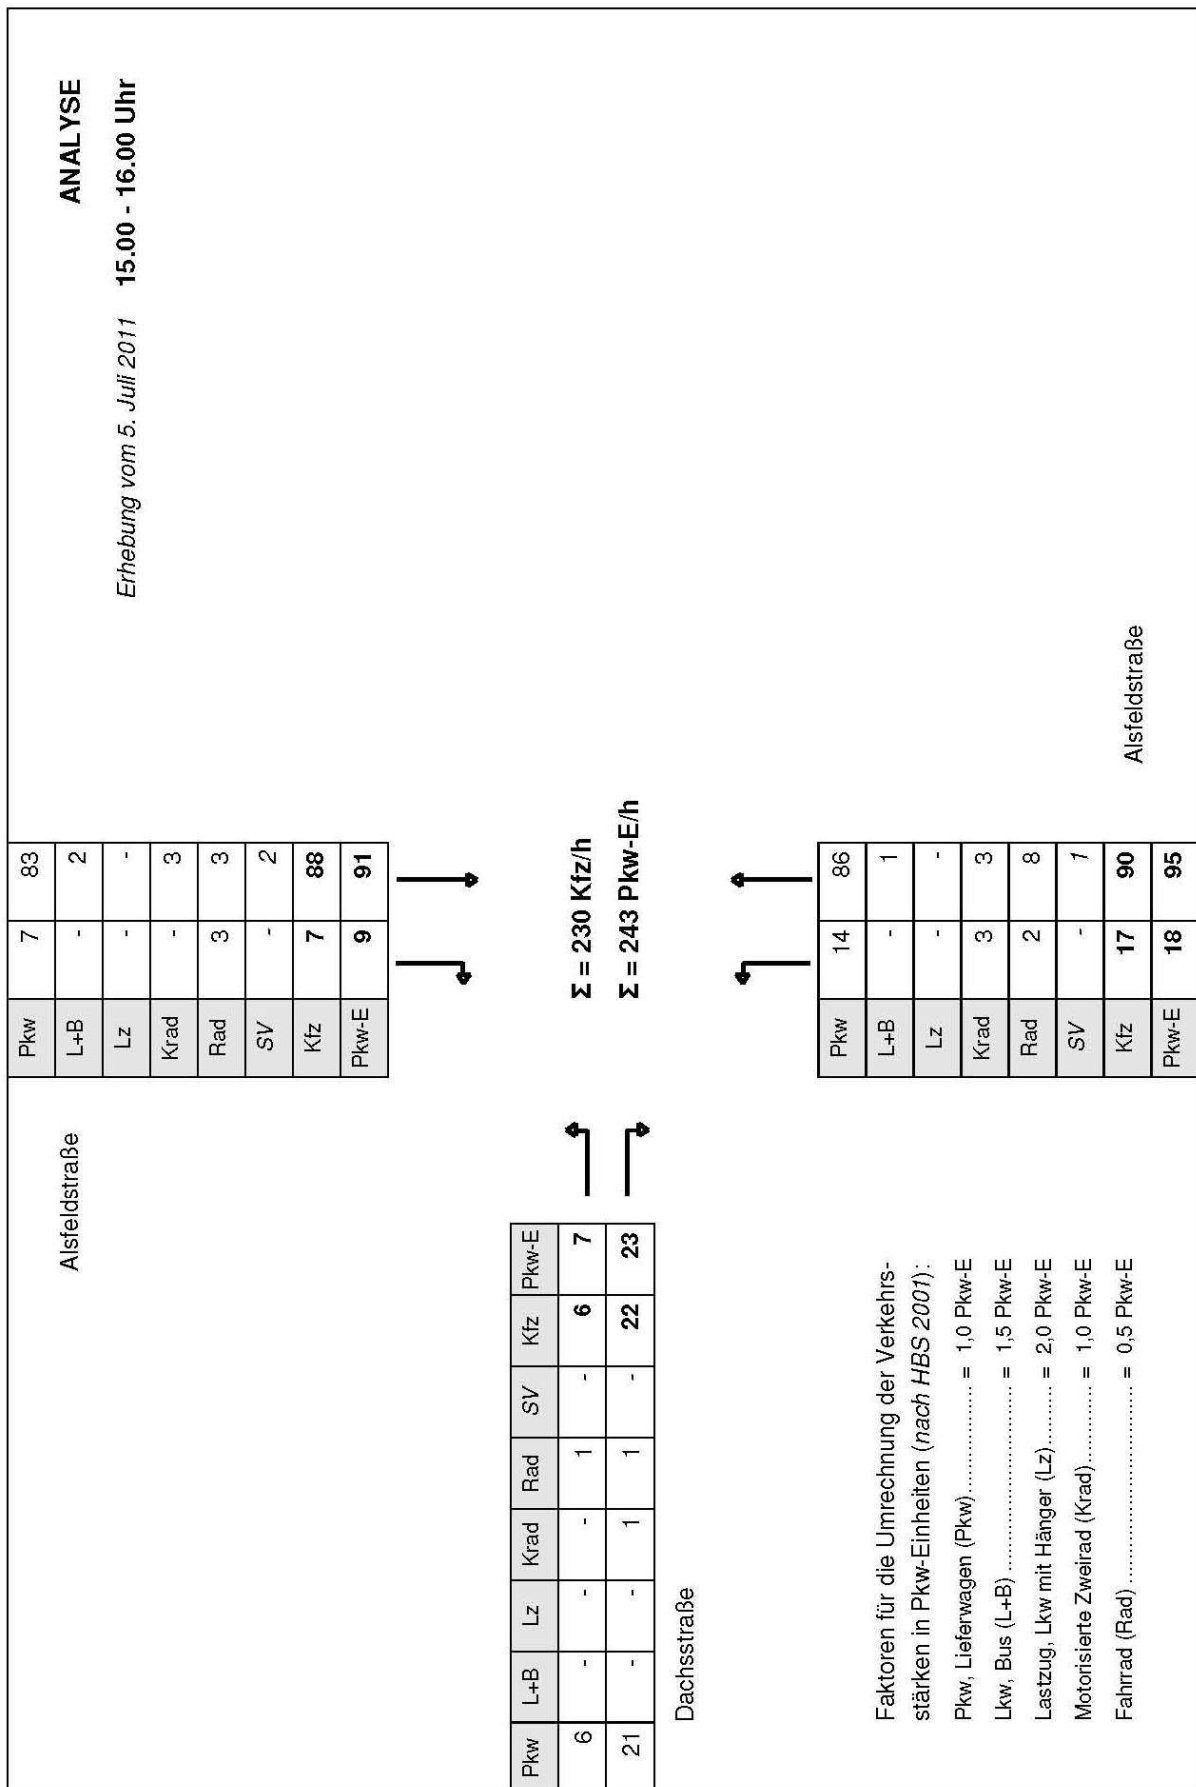 ANALYSE
Erhebung vom 5. Juli 2011 15.00 - 16.00 Uhr
Alsfeldstraße
Pkw 7 83
L+B - 2
Lz - -
Krad - 3
Rad 3 3
SV - 2
Kfz 7 88
Pkw-E 9 91
Pkw L+B Lz Krad Rad SV Kfz Pkw-E
6 - - - 1 - 6 7
21 - - 1 1 - 22 23
Dachsstraße
Σ = 230 Kfz/h
Σ = 243 Pkw-E/h
Pkw 14 86
L+B - 1
Lz - -
Krad 3 3
Rad 2 8
SV - 1
Kfz 17 90
Pkw-E 18 95
Alsfeldstraße
Faktoren für die Umrechnung der Verkehrs-
stärken in Pkw-Einheiten (nach HBS 2001):
Pkw, Lieferwagen (Pkw).................. = 1,0 Pkw-E
Lkw, Bus (L+B) ................................ = 1,5 Pkw-E
Lastzug, Lkw mit Hänger (Lz).......... = 2,0 Pkw-E
Motorisierte Zweirad (Krad)............. = 1,0 Pkw-E
Fahrrad (Rad) .................................. = 0,5 Pkw-E